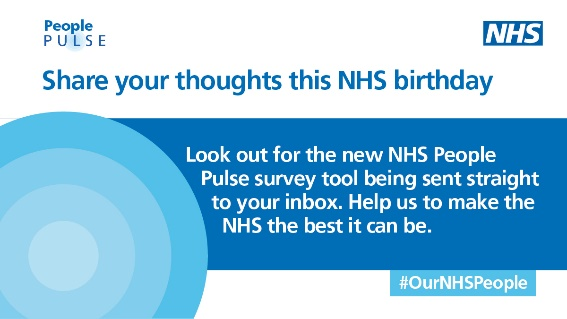 People
PULSE
NHS
Share your thoughts this NHS birthday
Look out for the new NHS People
Pulse survey tool being sent straight
to your inbox. Help us to make the
NHS the best it can be.
#OurNHSPeople